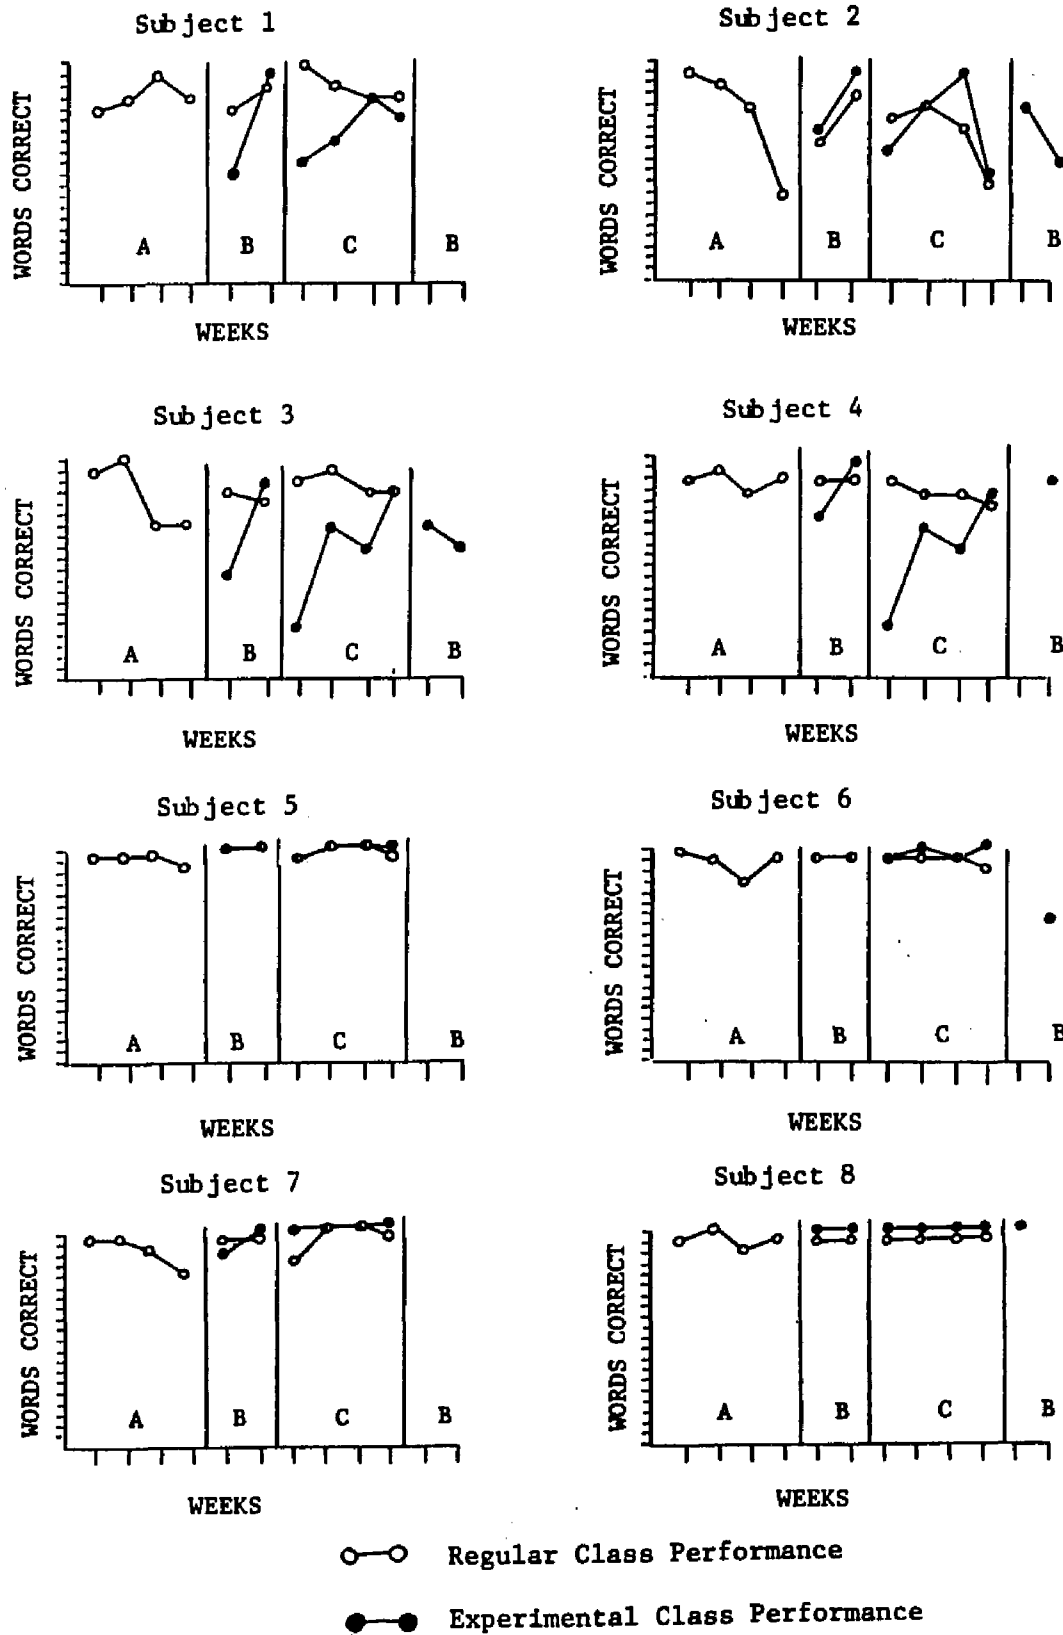 Subject 1
WORDS CORRECT
A B C B
WEEKS
Subject 2
WORDS CORRECT
A B C B
WEEKS
Subject 3
WORDS CORRECT
A B C B
WEEKS
Subject 4
WORDS CORRECT
A B C B
WEEKS
Subject 5
WORDS CORRECT
A B C B
WEEKS
Subject 6
WORDS CORRECT
A B C B
WEEKS
Subject 7
WORDS CORRECT
A B C B
WEEKS
Subject 8
WORDS CORRECT
A B C B
WEEKS
Regular Class Performance
Experimental Class Performance